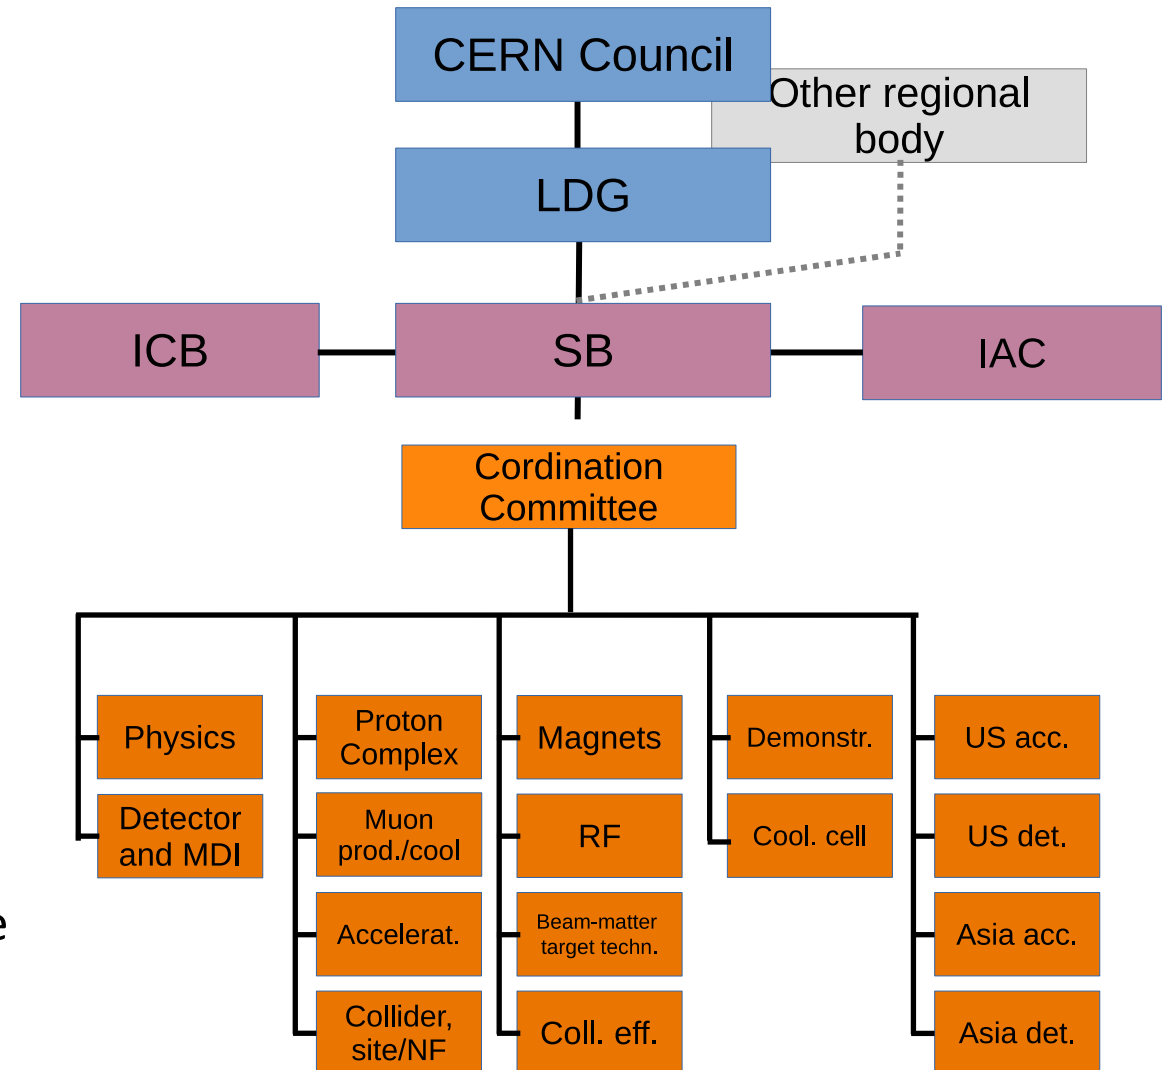 CERN Council
Other regional
body
LDG
ICB
SB
IAC
Cordination
Committee
Physics
Proton
Complex
Magnets
Demonstr.
US acc.
Detector
and MDI
Muon
prod./cool
RF
Cool. cell
US det.
e
Accelerat.
Beam-matter
target techn.
Asia acc.
Collider,
site/NF
Coll. eff.
Asia det.